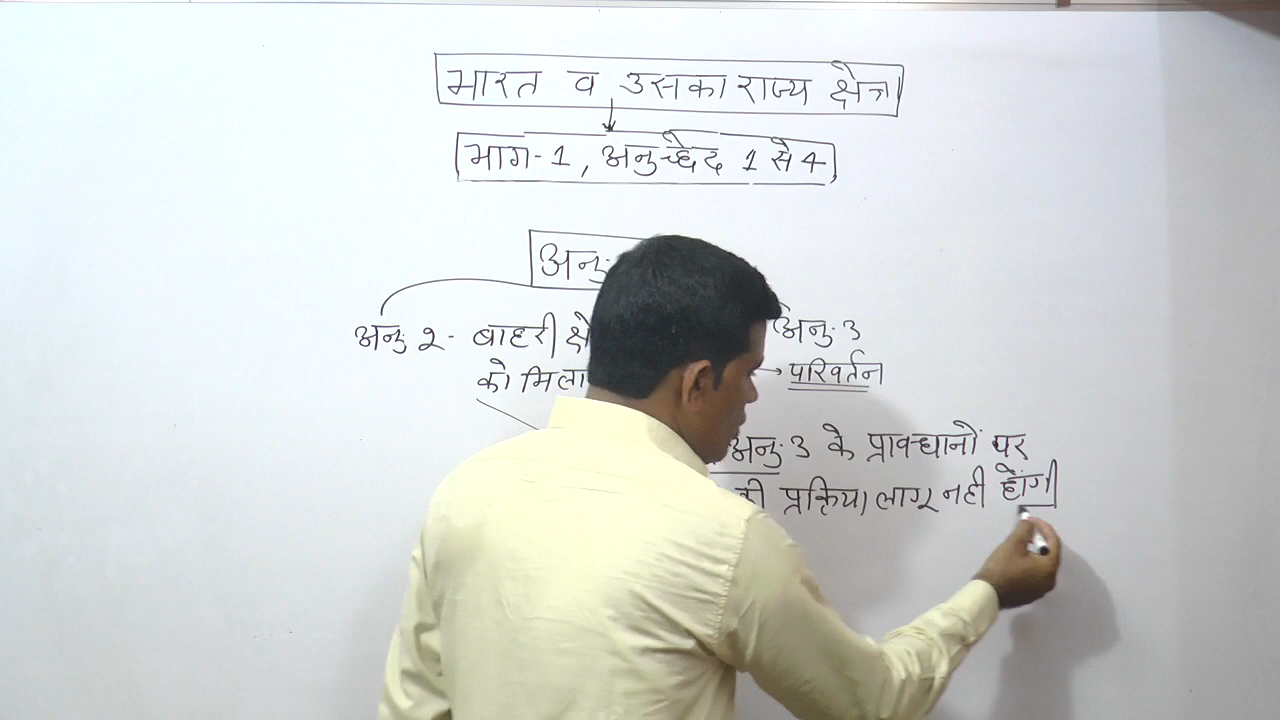 भारत व उसका राज्य क्षेत्र
भाग-1, अनुच्छेद 1 से 4
अनु.
अनु. 2- बाहरी
को मिला
अनु. 3
→ परिवर्तन
अनु. 3 के प्रावधानों पर
की प्रक्रिया लागू नही होंगी